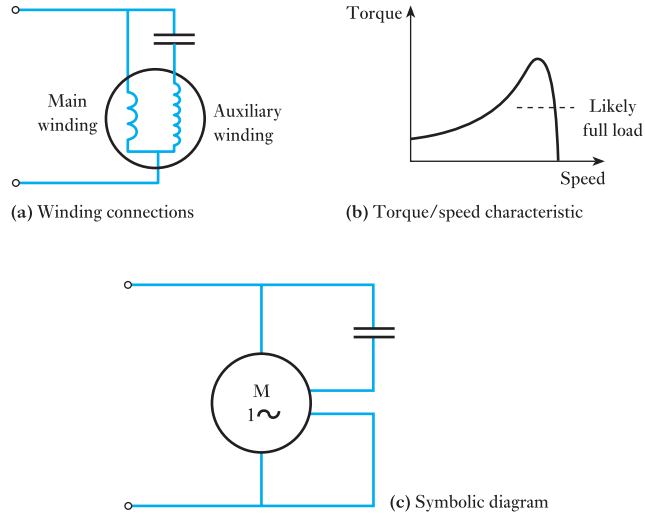 Main
winding
Auxiliary
winding
(a) Winding connections
Torque
Likely
full load
Speed
(b) Torque/speed characteristic
M
1∼
(c) Symbolic diagram